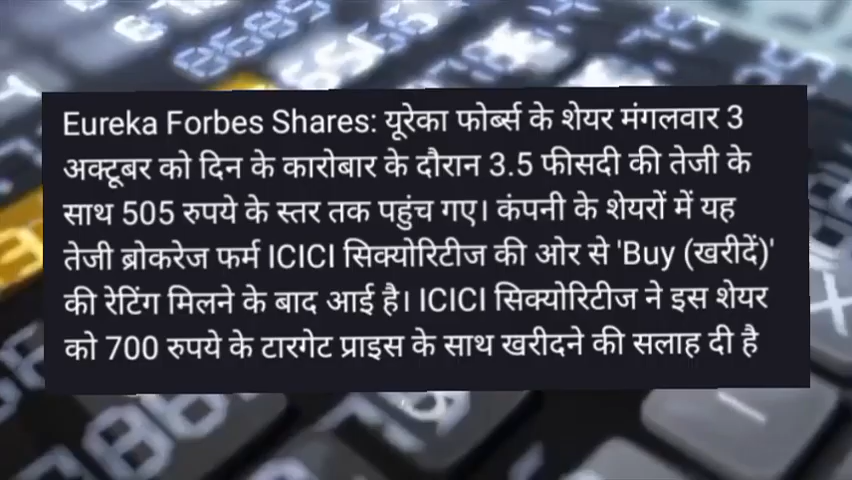 Eureka Forbes Shares: यूरेका फोर्ब्स के शेयर मंगलवार 3
अक्टूबर को दिन के कारोबार के दौरान 3.5 फीसदी की तेजी के
साथ 505 रुपये के स्तर तक पहुंच गए। कंपनी के शेयरों में यह
तेजी ब्रोकरेज फर्म ICICI सिक्योरिटीज की ओर से 'Buy (खरीदें)'
की रेटिंग मिलने के बाद आई है। ICICI सिक्योरिटीज ने इस शेयर
को 700 रुपये के टारगेट प्राइस के साथ खरीदने की सलाह दी है